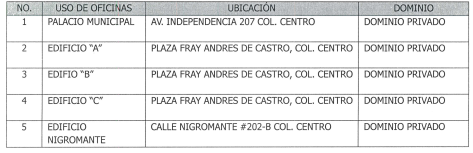 NO. USO DE OFICINAS UBICACIÓN DOMINIO
1 PALACIO MUNICIPAL AV. INDEPENDENCIA 207 COL. CENTRO DOMINIO PRIVADO
2 EDIFICIO "A" PLAZA FRAY ANDRES DE CASTRO, COL. CENTRO DOMINIO PRIVADO
3 EDIFIO "B" PLAZA FRAY ANDRES DE CASTRO, COL. CENTRO DOMINIO PRIVADO
4 EDIFICIO "C" PLAZA FRAY ANDRES DE CASTRO, COL. CENTRO DOMINIO PRIVADO
5 EDIFICIO CALLE NIGROMANTE #202-B COL. CENTRO DOMINIO PRIVADO
NIGROMANTE